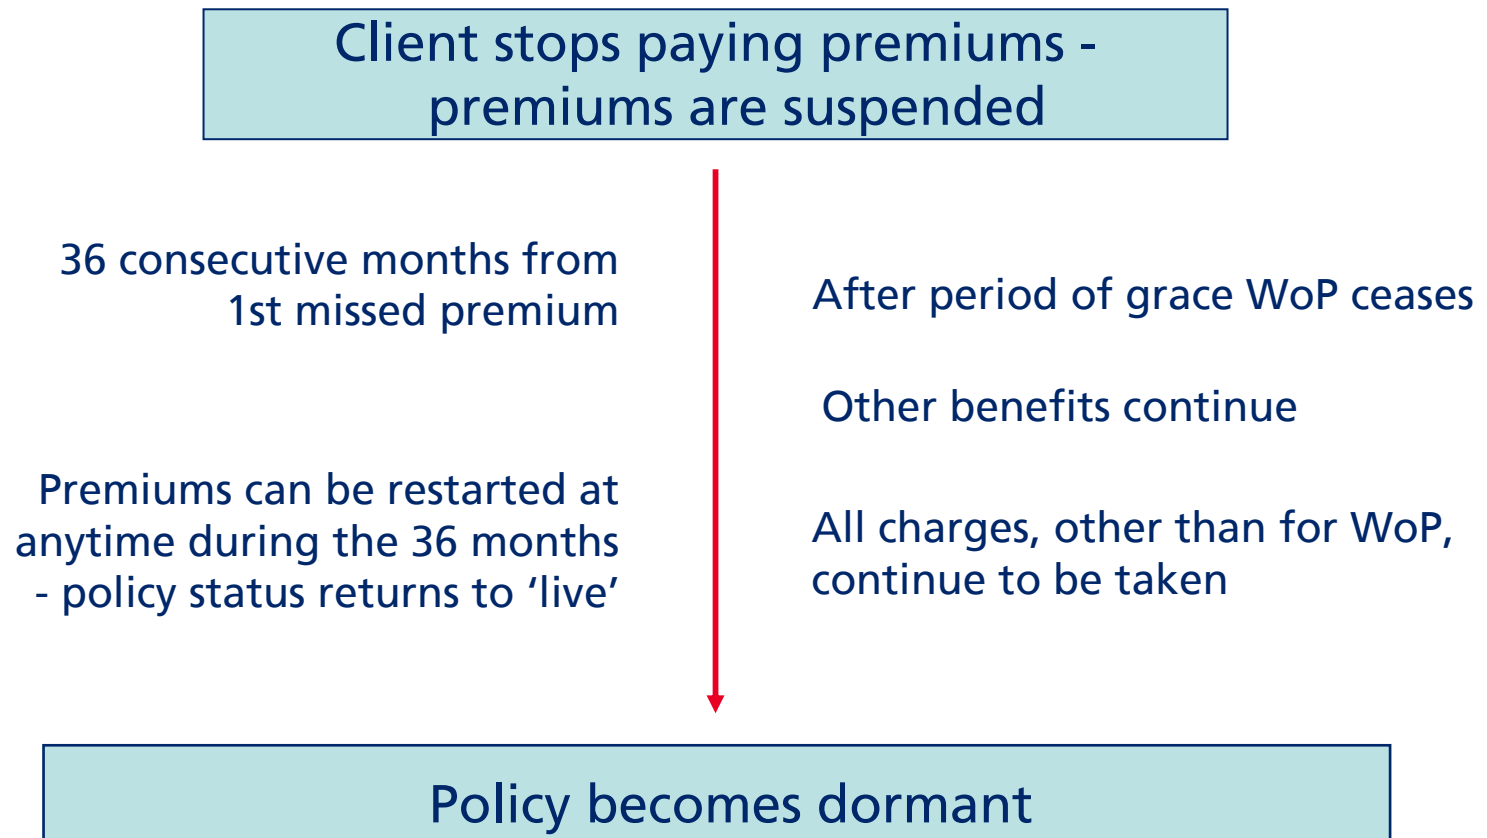 Client stops paying premiums -
premiums are suspended
36 consecutive months from
1st missed premium
Premiums can be restarted at
anytime during the 36 months
- policy status returns to ‘live’
After period of grace WoP ceases
Other benefits continue
All charges, other than for WoP,
continue to be taken
Policy becomes dormant